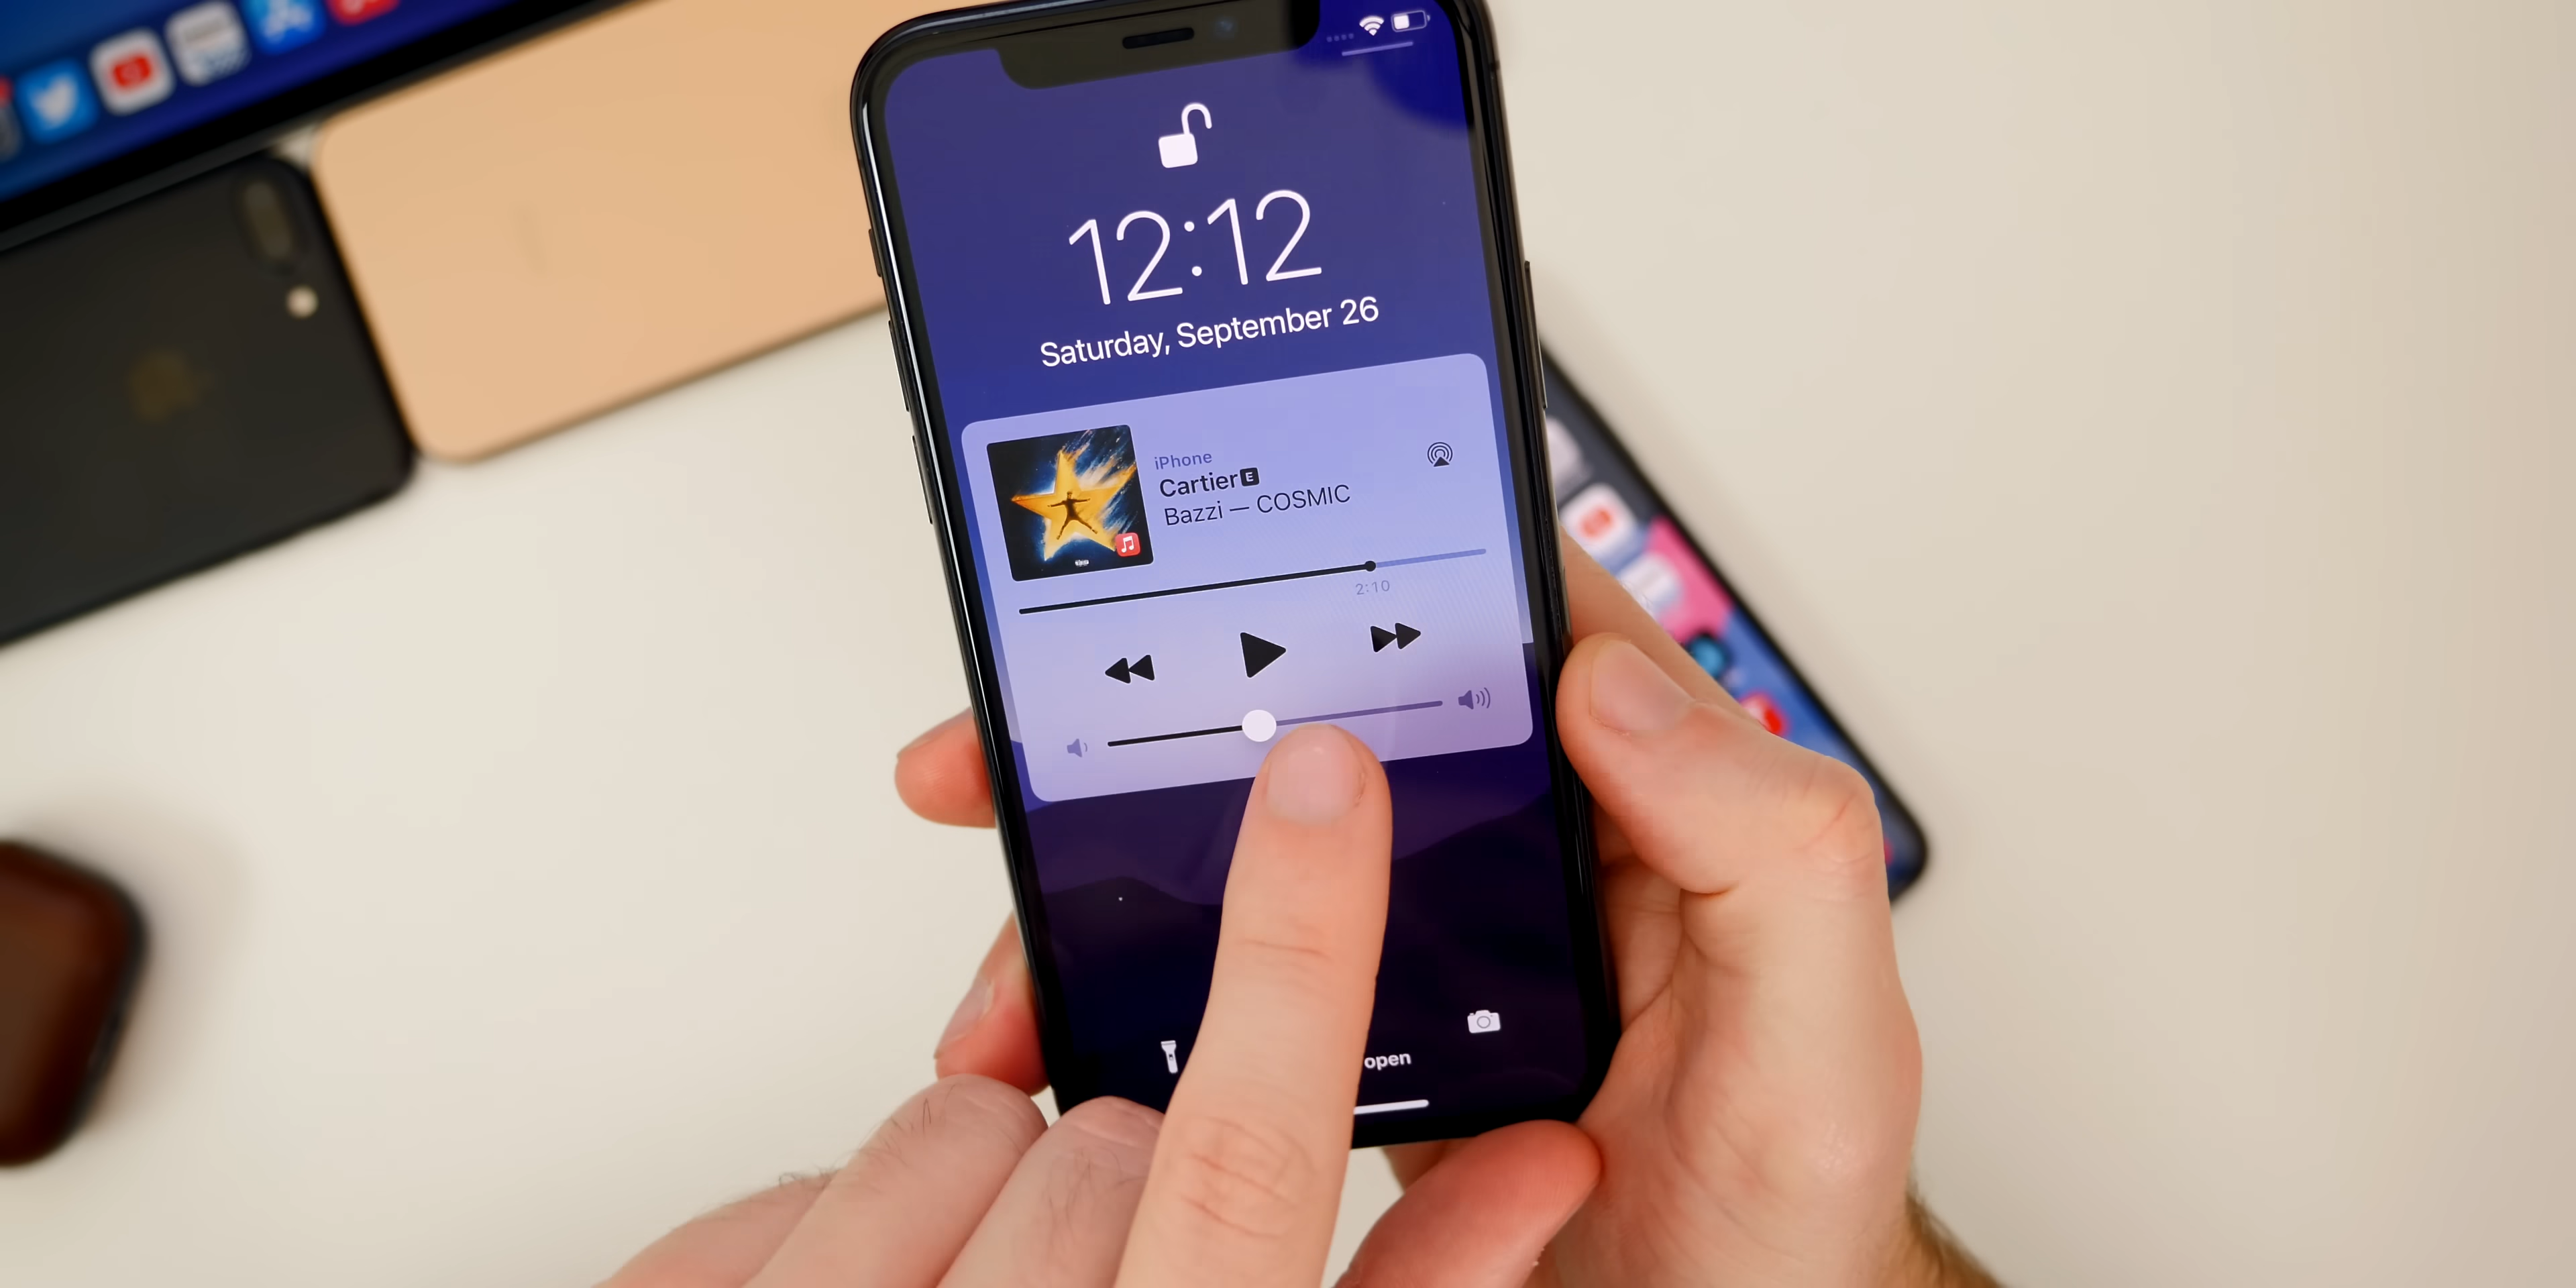 12:12
Saturday, September 26
iPhone
Cartier E
Bazzi — COSMIC
2:10
open